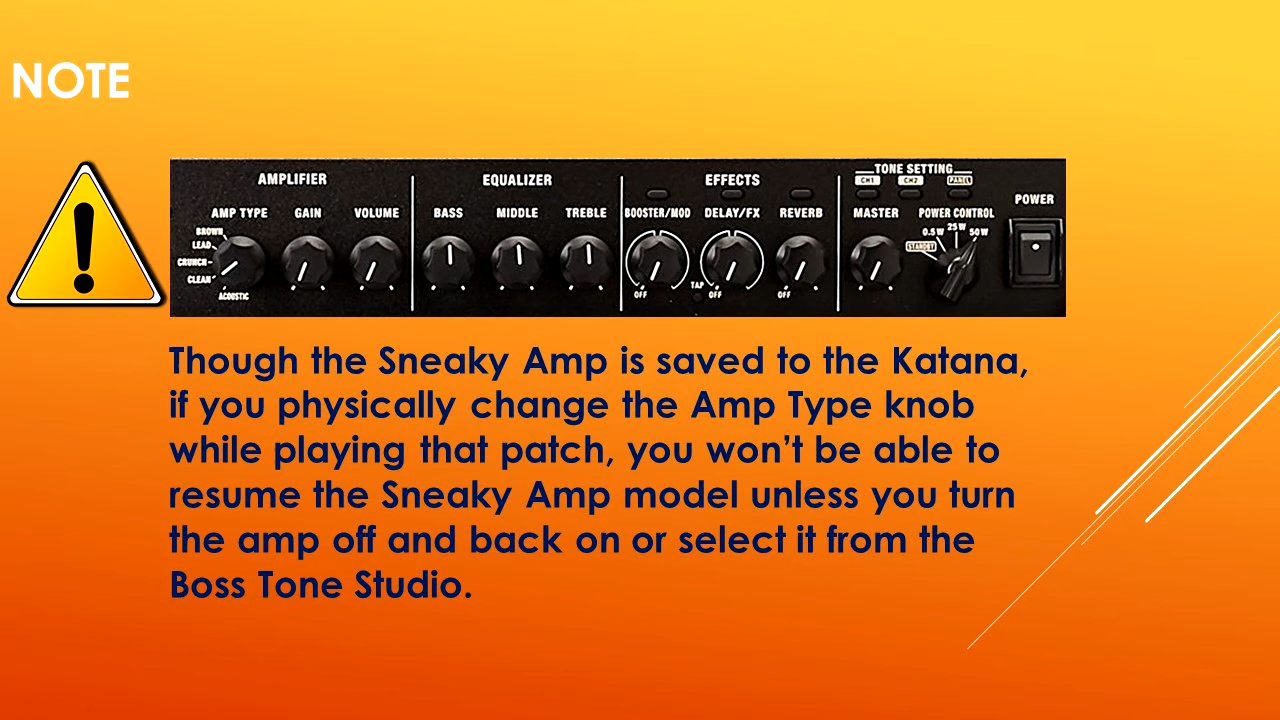 NOTE
TONE SETTING
AMPLIFIER EQUALIZER EFFECTS CH1 CH2 PANEL
POWER
AMP TYPE GAIN VOLUME BASS MIDDLE TREBLE BOOSTER/MOD DELAY/FX REVERB MASTER POWER CONTROL
BROWN 0.5W 25W 50W
LEAD STANDBY
CRUNCH
CLEAN
ACOUSTIC OFF TAP OFF OFF
Though the Sneaky Amp is saved to the Katana,
if you physically change the Amp Type knob
while playing that patch, you won’t be able to
resume the Sneaky Amp model unless you turn
the amp off and back on or select it from the
Boss Tone Studio.